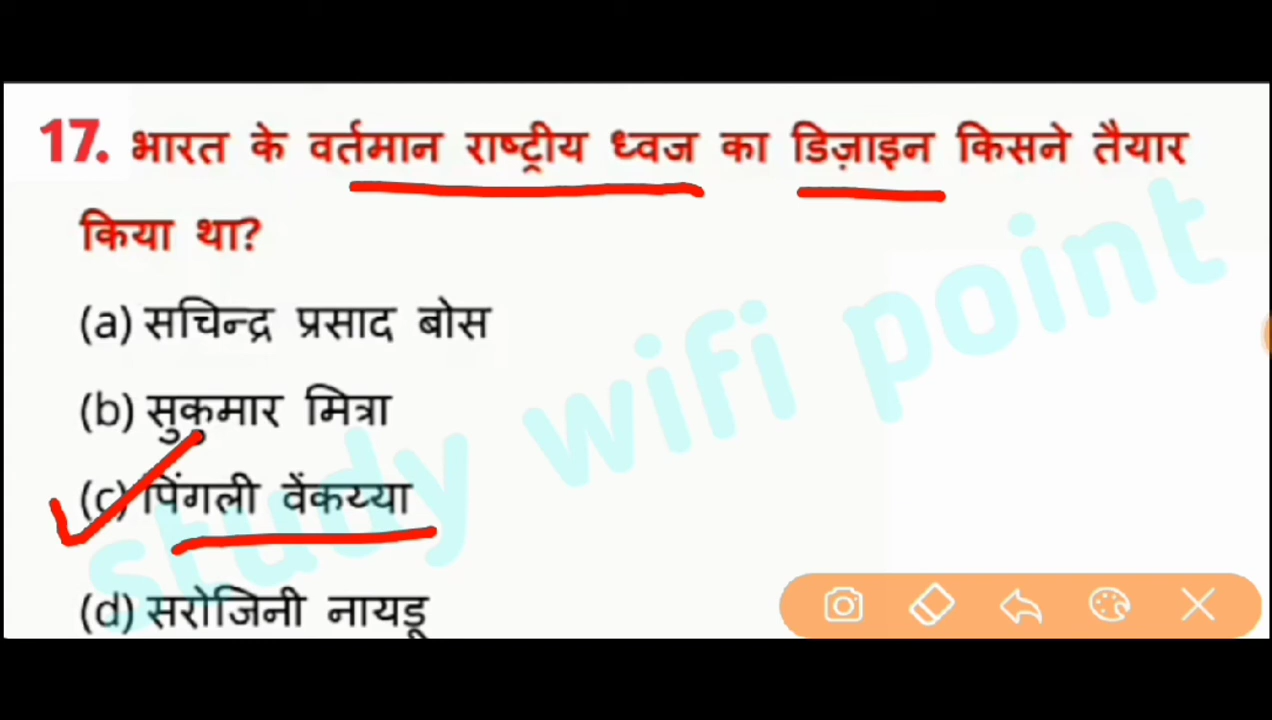 17. भारत के वर्तमान राष्ट्रीय ध्वज का डिज़ाइन किसने तैयार
किया था?
(a) सचिन्द्र प्रसाद बोस
(b) सुकुमार मित्रा
(c) पिंगली वेंकय्या
(d) सरोजिनी नायडू
study wifi point